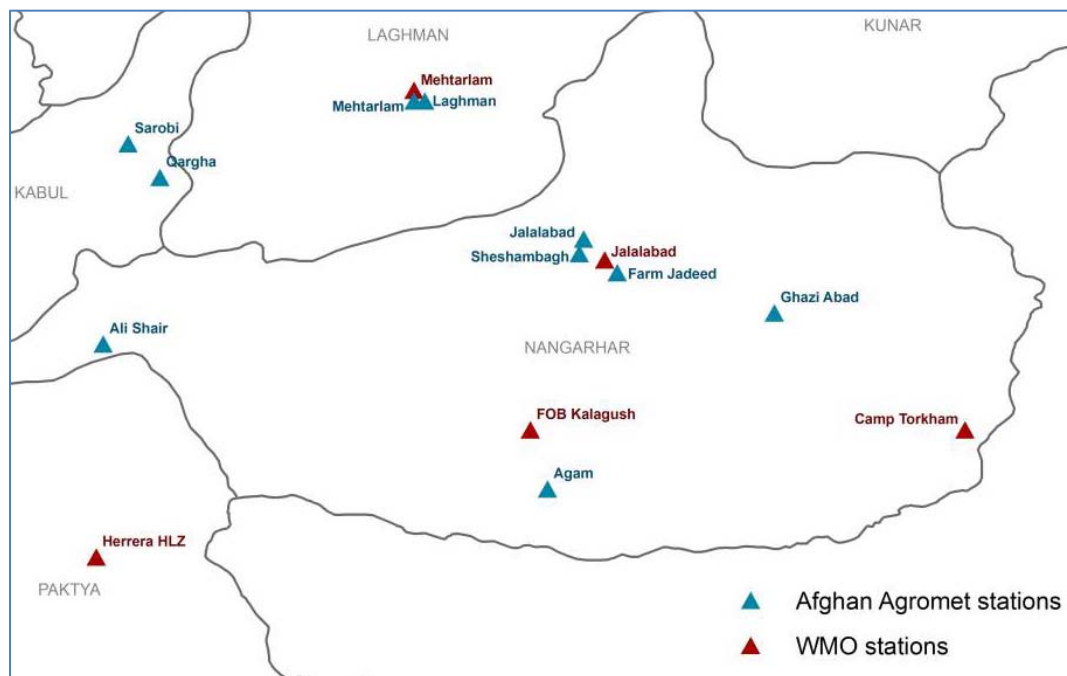 LAGHMAN
KUNAR
Mehtarlam
Mehtarlam
Laghman
Sarobi
Qargha
KABUL
Jalalabad
Sheshambagh
Jalalabad
Farm Jadeed
Ghazi Abad
Ali Shair
NANGARHAR
FOB Kalagush
Camp Torkham
Agam
Herrera HLZ
PAKTYA
Afghan Agromet stations
WMO stations